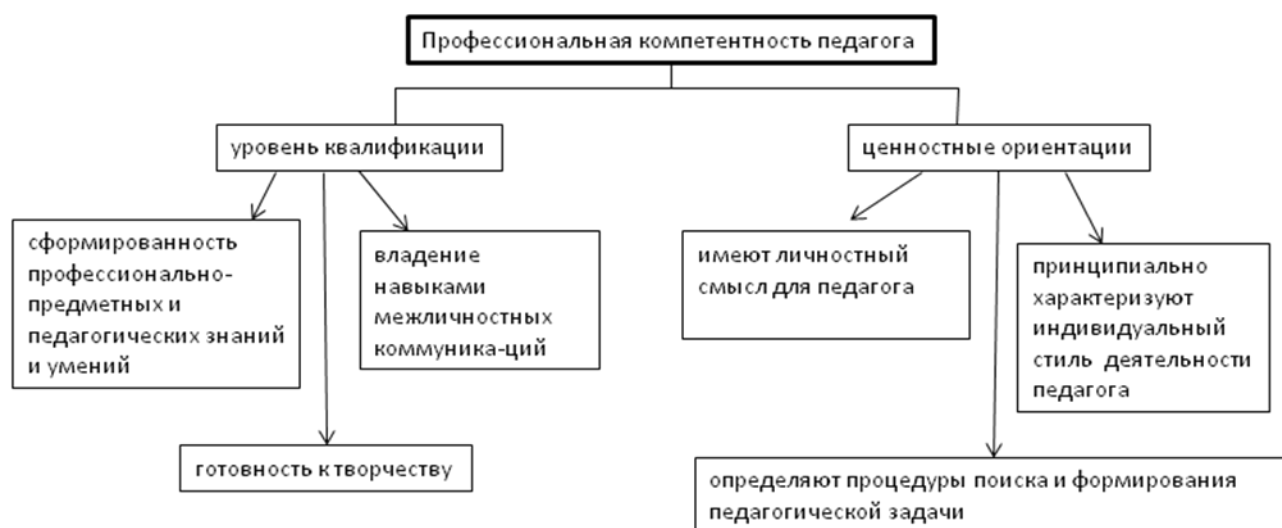 Профессиональная компетентность педагога
уровень квалификации
ценностные ориентации
сформированность
профессионально-
предметных и
педагогических знаний
и умений
владение
навыками
межличностных
коммуника-ций
имеют личностный
смысл для педагога
принципиально
характеризуют
индивидуальный
стиль деятельности
педагога
готовность к творчеству
определяют процедуры поиска и формирования
педагогической задачи